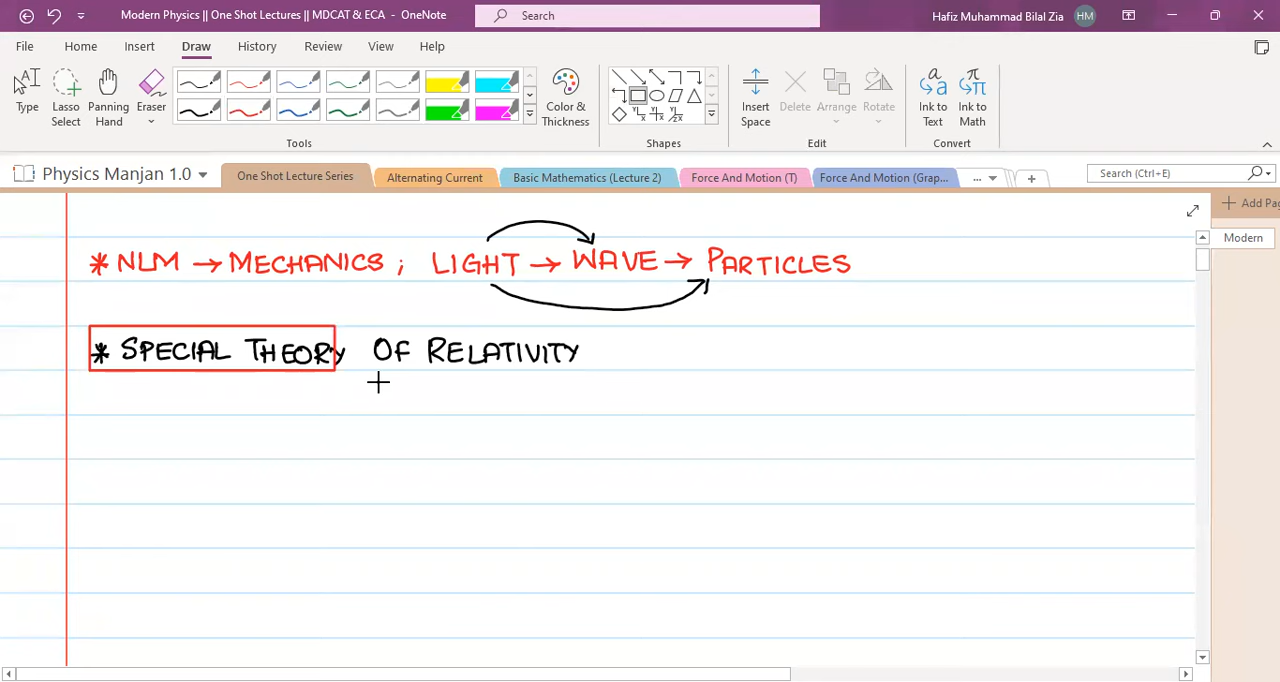 Modern Physics || One Shot Lectures || MDCAT & ECA - OneNote
Search
Hafiz Muhammad Bilal Zia HM
File Home Insert Draw History Review View Help
Type Lasso Select Panning Hand Eraser Color & Thickness Insert Space Delete Arrange Rotate Ink to Text Ink to Math
Tools Shapes Edit Convert
Physics Manjan 1.0 One Shot Lecture Series Alternating Current Basic Mathematics (Lecture 2) Force And Motion (T) Force And Motion (Grap... ... Search (Ctrl+E)
Add Pag
Modern
* NLM → MECHANICS ; LIGHT → WAVE → PARTICLES
* SPECIAL THEORY OF RELATIVITY